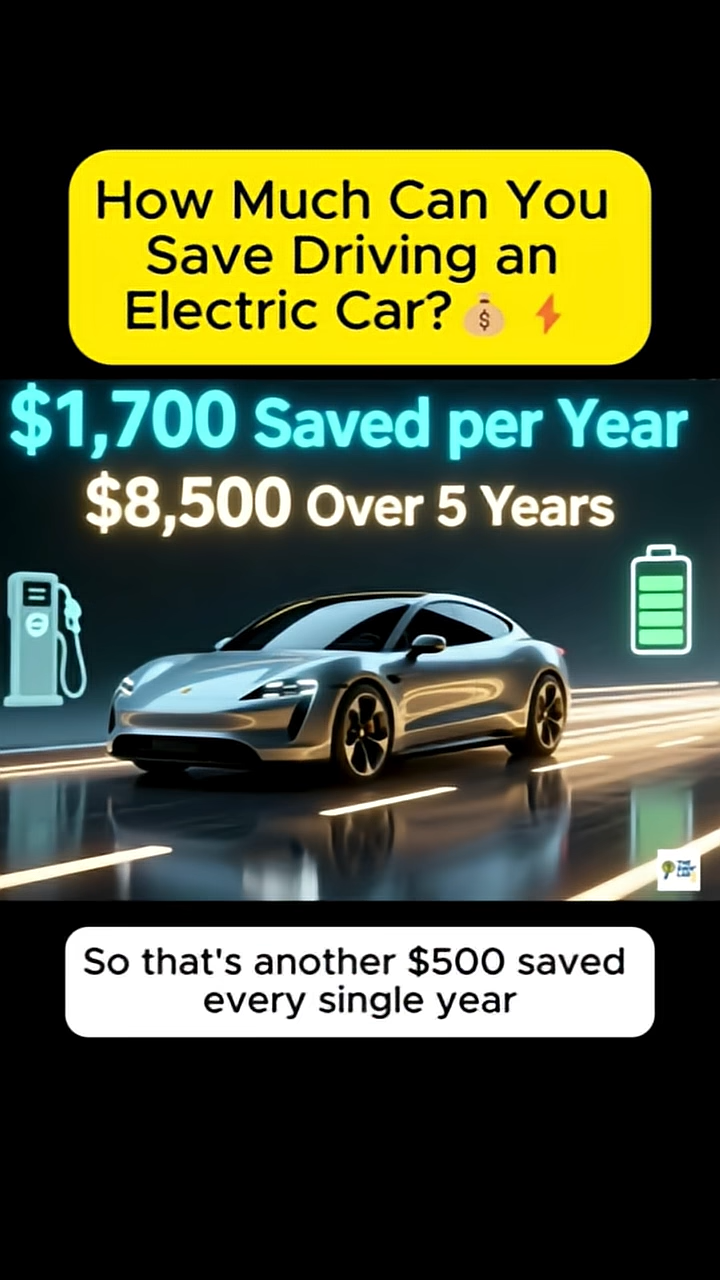 How Much Can You
Save Driving an
Electric Car?💰⚡
$1,700 Saved per Year
$8,500 Over 5 Years
So that's another $500 saved
every single year